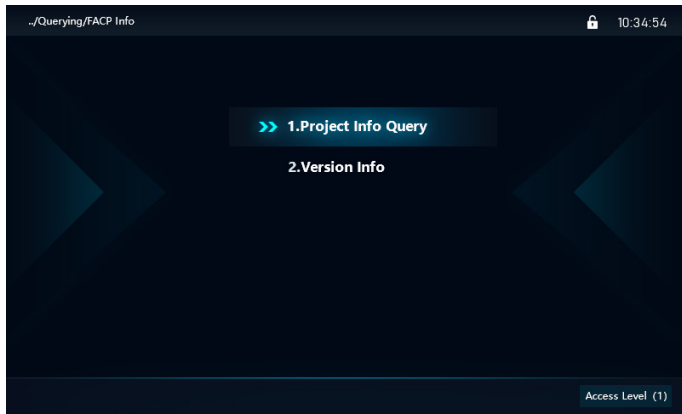 ../Querying/FACP Info
10:34:54
1.Project Info Query
2.Version Info
Access Level (1)